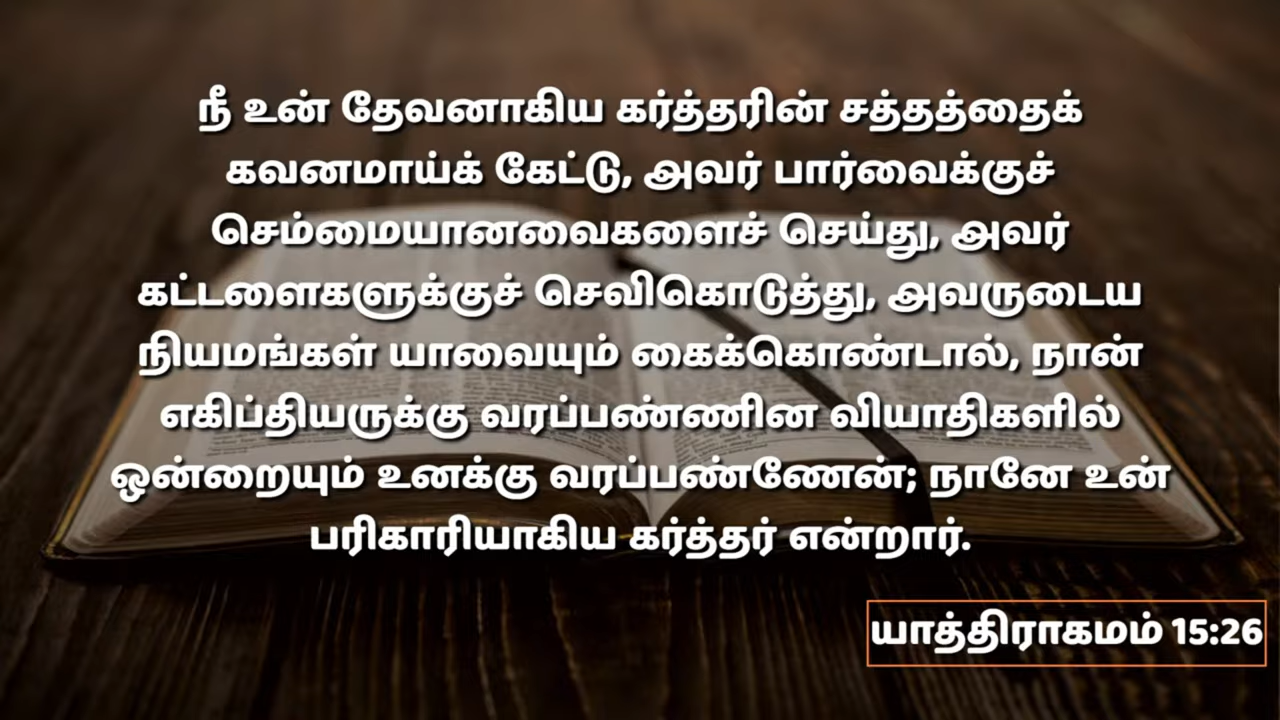 நீ உன் தேவனாகிய கர்த்தரின் சத்தத்தைக்
கவனமாய்க் கேட்டு, அவர் பார்வைக்குச்
செம்மையானவைகளைச் செய்து, அவர்
கட்டளைகளுக்குச் செவிகொடுத்து, அவருடைய
நியமங்கள் யாவையும் கைக்கொண்டால், நான்
எகிப்தியருக்கு வரப்பண்ணின வியாதிகளில்
ஒன்றையும் உனக்கு வரப்பண்ணேன்; நானே உன்
பரிகாரியாகிய கர்த்தர் என்றார்.
யாத்திராகமம் 15:26